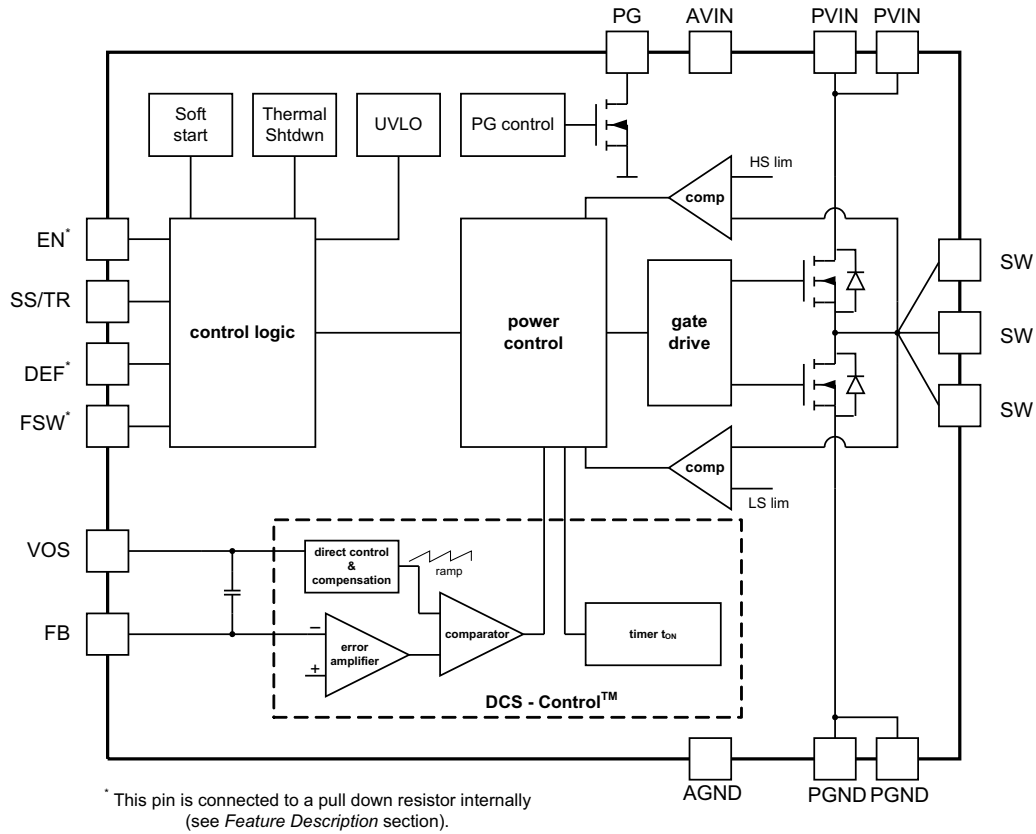 PG AVIN PVIN PVIN
Soft
start
Thermal
Shtdwn
UVLO
PG control
HS lim
comp
EN*
SS/TR
DEF*
FSW*
control logic
power
control
gate
drive
SW
SW
SW
comp
LS lim
VOS
FB
direct control
&
compensation
ramp
error
amplifier
–
+
comparator
timer tON
DCS - Control™
AGND PGND PGND
* This pin is connected to a pull down resistor internally
(see Feature Description section).